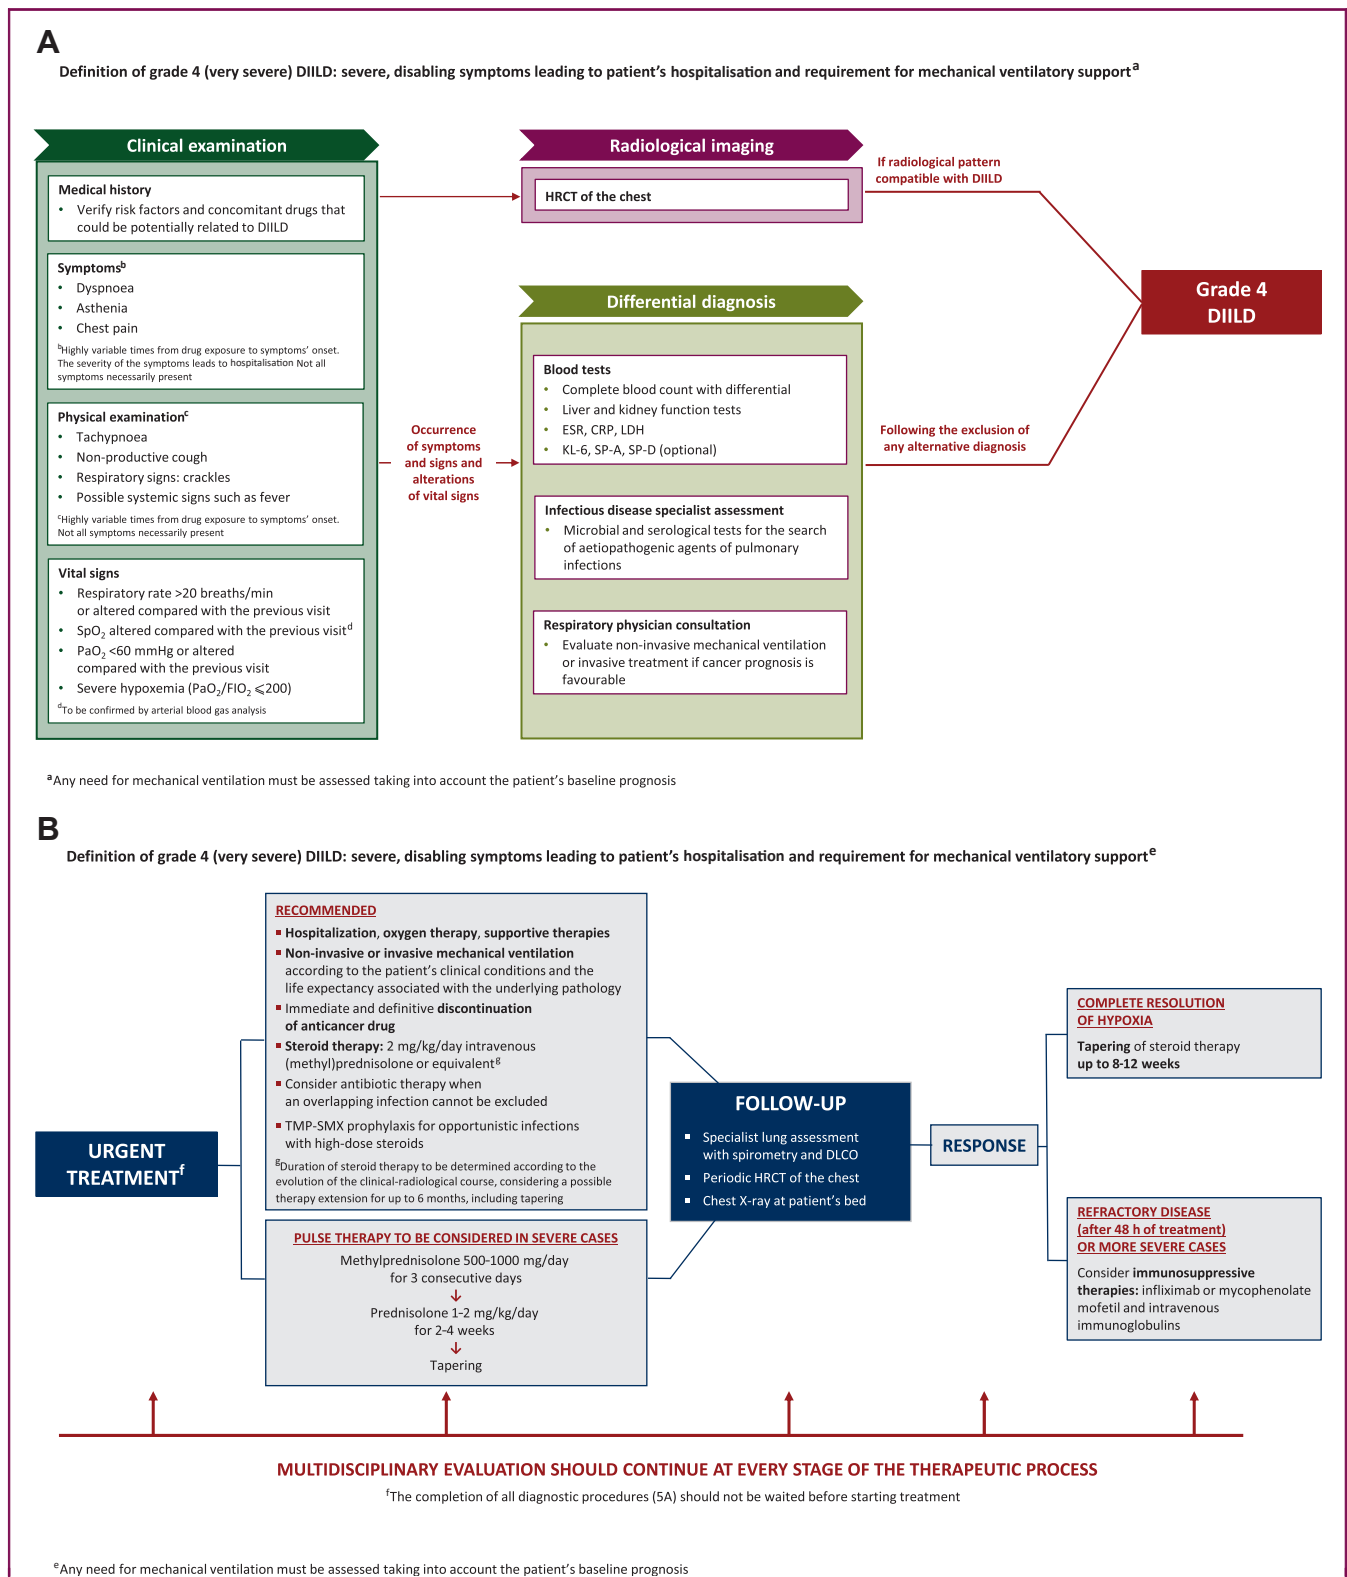 A
Definition of grade 4 (very severe) DIILD: severe, disabling symptoms leading to patient’s hospitalisation and requirement for mechanical ventilatory support^a
Clinical examination
Medical history
• Verify risk factors and concomitant drugs that
could be potentially related to DIILD
Symptoms^b
• Dyspnoea
• Asthenia
• Chest pain
^bHighly variable times from drug exposure to symptoms’ onset.
The severity of the symptoms leads to hospitalisation Not all
symptoms necessarily present
Physical examination^c
• Tachypnoea
• Non-productive cough
• Respiratory signs: crackles
• Possible systemic signs such as fever
^cHighly variable times from drug exposure to symptoms’ onset.
Not all symptoms necessarily present
Vital signs
• Respiratory rate >20 breaths/min
or altered compared with the previous visit
• SpO₂ altered compared with the previous visit^d
• PaO₂ <60 mmHg or altered
compared with the previous visit
• Severe hypoxemia (PaO₂/FIO₂ ⩽200)
^dTo be confirmed by arterial blood gas analysis
Occurrence
of symptoms
and signs and
alterations
of vital signs
Radiological imaging
HRCT of the chest
Differential diagnosis
Blood tests
• Complete blood count with differential
• Liver and kidney function tests
• ESR, CRP, LDH
• KL-6, SP-A, SP-D (optional)
Infectious disease specialist assessment
• Microbial and serological tests for the search
of aetiopathogenic agents of pulmonary
infections
Respiratory physician consultation
• Evaluate non-invasive mechanical ventilation
or invasive treatment if cancer prognosis is
favourable
If radiological pattern
compatible with DIILD
Following the exclusion of
any alternative diagnosis
Grade 4
DIILD
^aAny need for mechanical ventilation must be assessed taking into account the patient’s baseline prognosis
B
Definition of grade 4 (very severe) DIILD: severe, disabling symptoms leading to patient’s hospitalisation and requirement for mechanical ventilatory support^e
URGENT
TREATMENT^f
RECOMMENDED
▪ Hospitalization, oxygen therapy, supportive therapies
▪ Non-invasive or invasive mechanical ventilation
according to the patient’s clinical conditions and the
life expectancy associated with the underlying pathology
▪ Immediate and definitive discontinuation
of anticancer drug
▪ Steroid therapy: 2 mg/kg/day intravenous
(methyl)prednisolone or equivalent^g
▪ Consider antibiotic therapy when
an overlapping infection cannot be excluded
▪ TMP-SMX prophylaxis for opportunistic infections
with high-dose steroids
^gDuration of steroid therapy to be determined according to the
evolution of the clinical-radiological course, considering a possible
therapy extension for up to 6 months, including tapering
PULSE THERAPY TO BE CONSIDERED IN SEVERE CASES
Methylprednisolone 500-1000 mg/day
for 3 consecutive days
↓
Prednisolone 1-2 mg/kg/day
for 2-4 weeks
↓
Tapering
FOLLOW-UP
▪ Specialist lung assessment
with spirometry and DLCO
▪ Periodic HRCT of the chest
▪ Chest X-ray at patient’s bed
RESPONSE
COMPLETE RESOLUTION
OF HYPOXIA
Tapering of steroid therapy
up to 8-12 weeks
REFRACTORY DISEASE
(after 48 h of treatment)
OR MORE SEVERE CASES
Consider immunosuppressive
therapies: infliximab or mycophenolate
mofetil and intravenous
immunoglobulins
MULTIDISCIPLINARY EVALUATION SHOULD CONTINUE AT EVERY STAGE OF THE THERAPEUTIC PROCESS
^fThe completion of all diagnostic procedures (5A) should not be waited before starting treatment
^eAny need for mechanical ventilation must be assessed taking into account the patient’s baseline prognosis